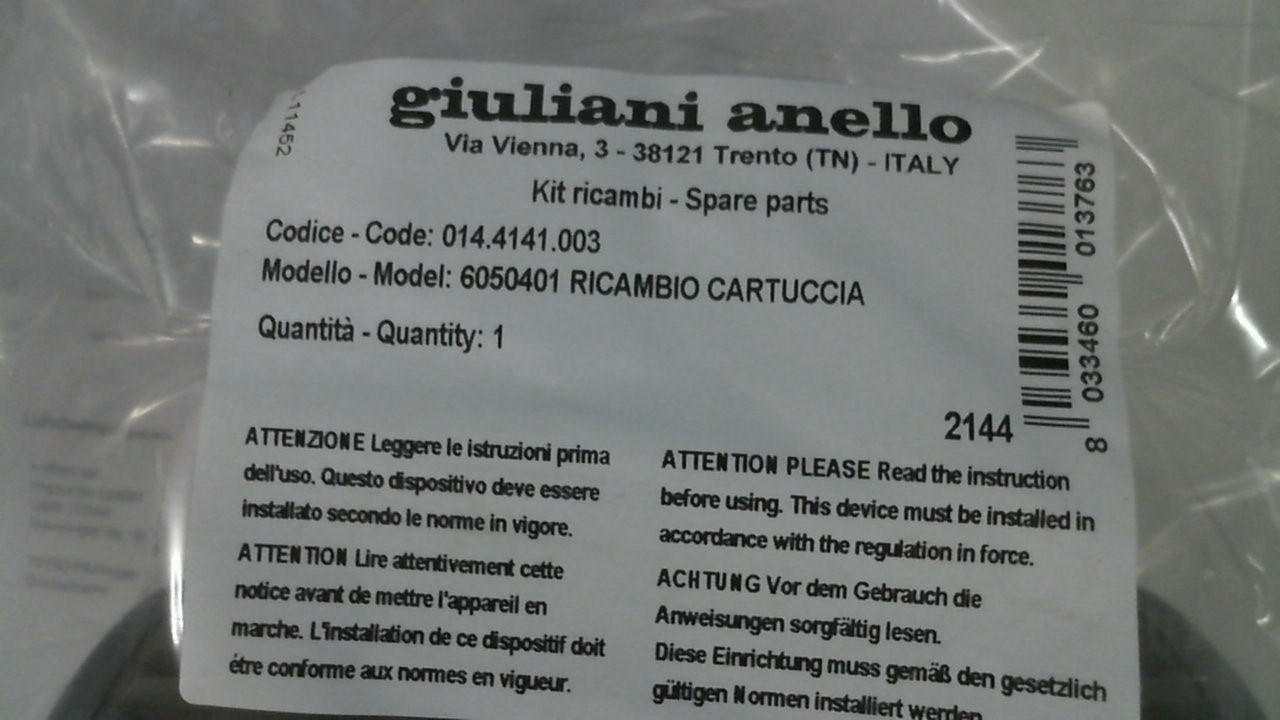 giuliani anello
Via Vienna, 3 - 38121 Trento (TN) - ITALY
Kit ricambi - Spare parts
Codice - Code: 014.4141.003
Modello - Model: 6050401 RICAMBIO CARTUCCIA
Quantità - Quantity: 1
11452
8 033460 013763
2144
ATTENZIONE Leggere le istruzioni prima
dell'uso. Questo dispositivo deve essere
installato secondo le norme in vigore.
ATTENTION Lire attentivement cette
notice avant de mettre l'appareil en
marche. L'installation de ce dispositif doit
étre conforme aux normes en vigueur.
ATTENTION PLEASE Read the instruction
before using. This device must be installed in
accordance with the regulation in force.
ACHTUNG Vor dem Gebrauch die
Anweisungen sorgfältig lesen.
Diese Einrichtung muss gemäß den gesetzlich
gültigen Normen installiert werden